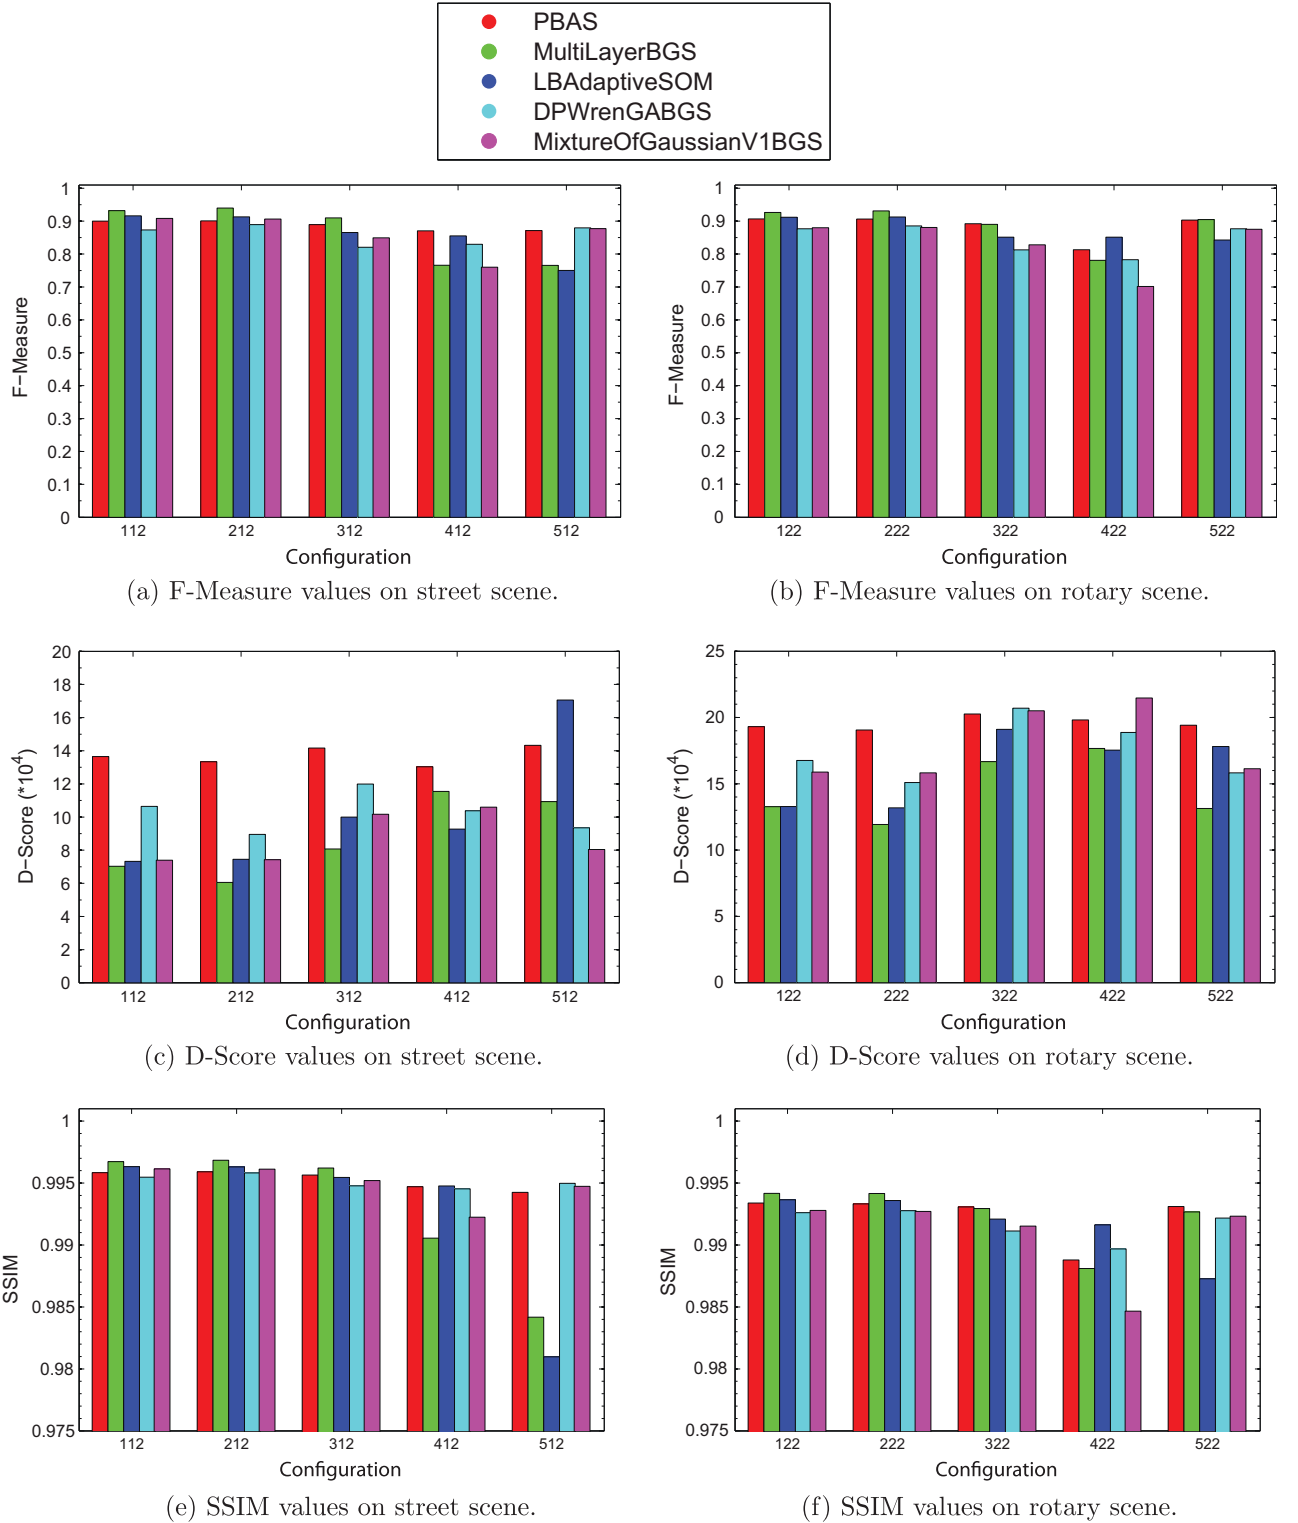 PBAS
MultiLayerBGS
LBAdaptiveSOM
DPWrenGABGS
MixtureOfGaussianV1BGS
1
0.9
0.8
0.7
0.6
0.5
0.4
0.3
0.2
0.1
0
F-Measure
112 212 312 412 512
Configuration
(a) F-Measure values on street scene.
1
0.9
0.8
0.7
0.6
0.5
0.4
0.3
0.2
0.1
0
F-Measure
122 222 322 422 522
Configuration
(b) F-Measure values on rotary scene.
20
18
16
14
12
10
8
6
4
2
0
D-Score (*10^4)
112 212 312 412 512
Configuration
(c) D-Score values on street scene.
25
20
15
10
5
0
D-Score (*10^4)
122 222 322 422 522
Configuration
(d) D-Score values on rotary scene.
1
0.995
0.99
0.985
0.98
0.975
SSIM
112 212 312 412 512
Configuration
(e) SSIM values on street scene.
1
0.995
0.99
0.985
0.98
0.975
SSIM
122 222 322 422 522
Configuration
(f) SSIM values on rotary scene.